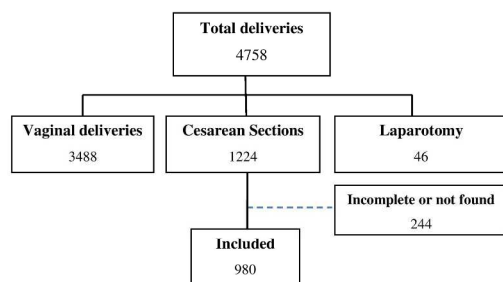 Total deliveries
4758
Vaginal deliveries
3488
Cesarean Sections
1224
Laparotomy
46
Incomplete or not found
244
Included
980